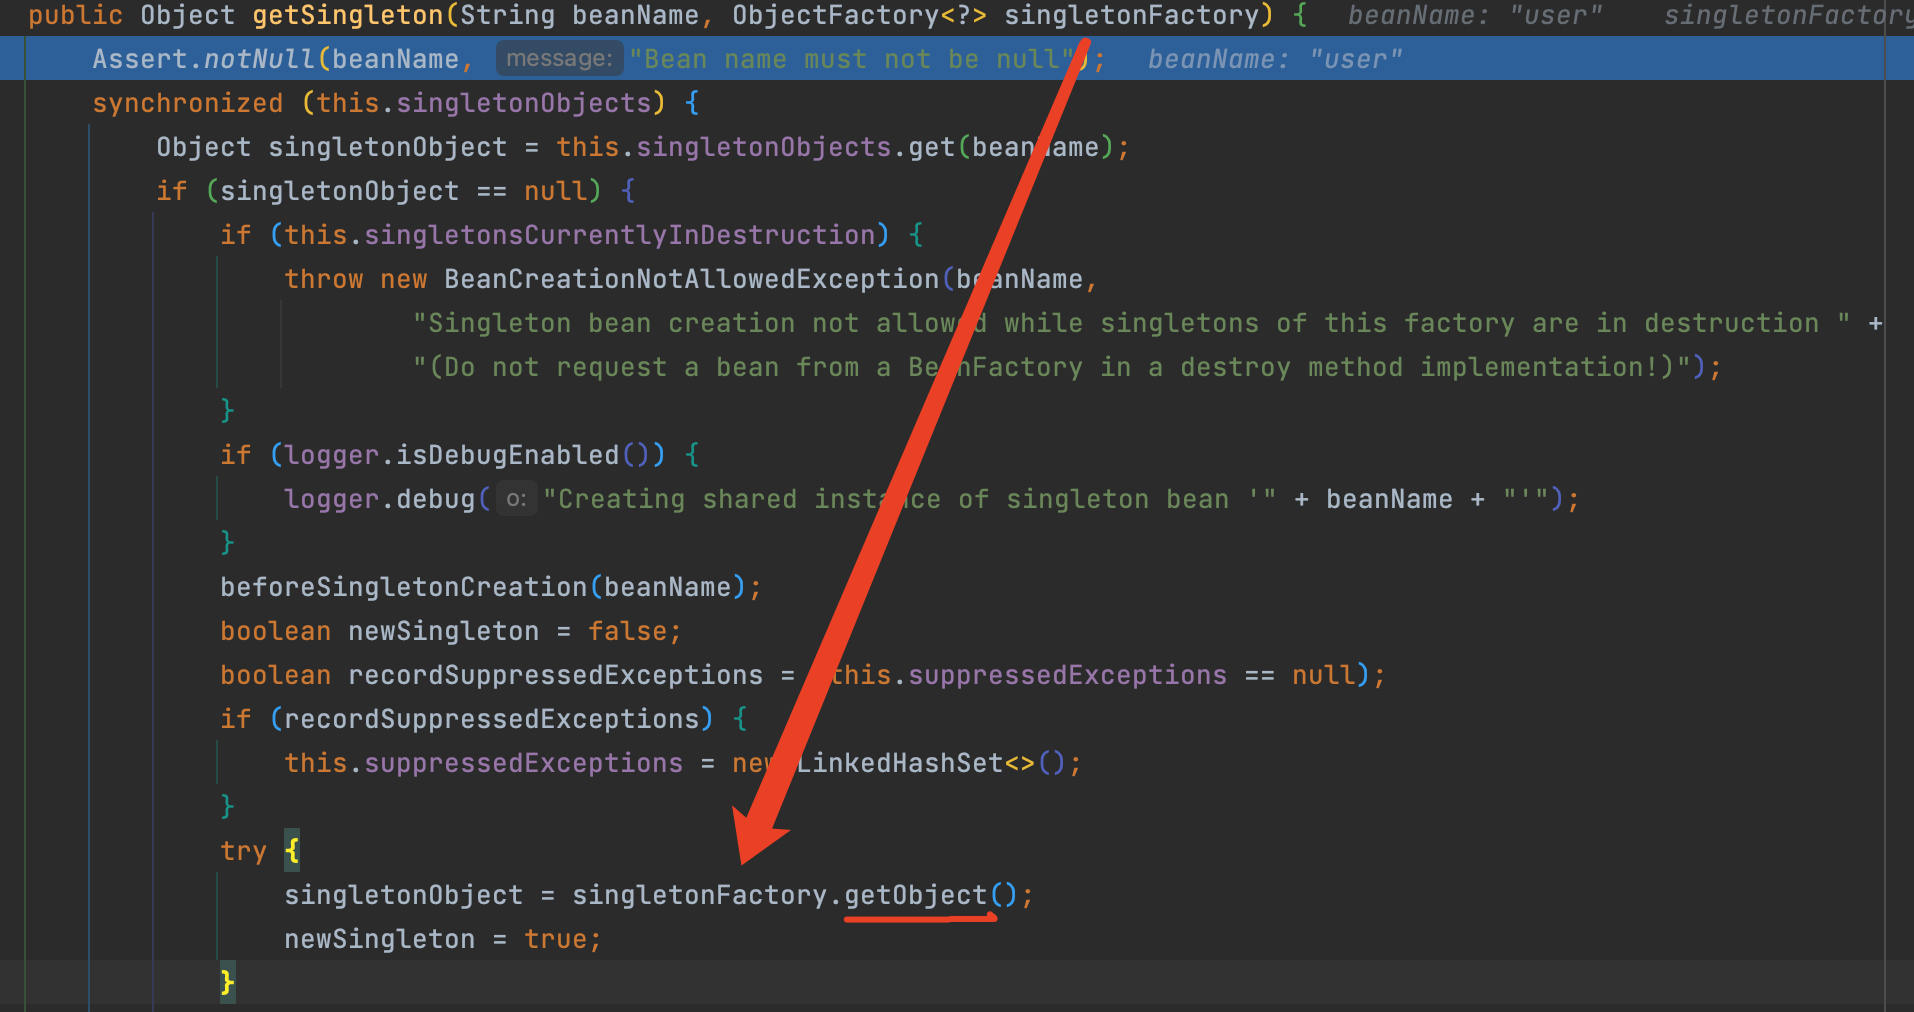 public Object getSingleton(String beanName, ObjectFactory<?> singletonFactory) {   beanName: "user"    singletonFactory
    Assert.notNull(beanName,  message: "Bean name must not be null");   beanName: "user"
    synchronized (this.singletonObjects) {
        Object singletonObject = this.singletonObjects.get(beanName);
        if (singletonObject == null) {
            if (this.singletonsCurrentlyInDestruction) {
                throw new BeanCreationNotAllowedException(beanName,
                        "Singleton bean creation not allowed while singletons of this factory are in destruction " +
                        "(Do not request a bean from a BeanFactory in a destroy method implementation!)");
            }
            if (logger.isDebugEnabled()) {
                logger.debug( o: "Creating shared instance of singleton bean '" + beanName + "'");
            }
            beforeSingletonCreation(beanName);
            boolean newSingleton = false;
            boolean recordSuppressedExceptions = (this.suppressedExceptions == null);
            if (recordSuppressedExceptions) {
                this.suppressedExceptions = new LinkedHashSet<>();
            }
            try {
                singletonObject = singletonFactory.getObject();
                newSingleton = true;
            }